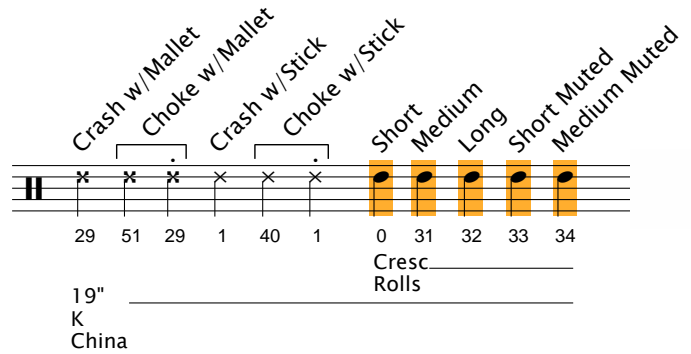 Crash w/Mallet
Choke w/Mallet
Crash w/Stick
Choke w/Stick
Short
Medium
Long
Short Muted
Medium Muted
29 51 29 1 40 1 0 31 32 33 34
Cresc
Rolls
19"
K
China